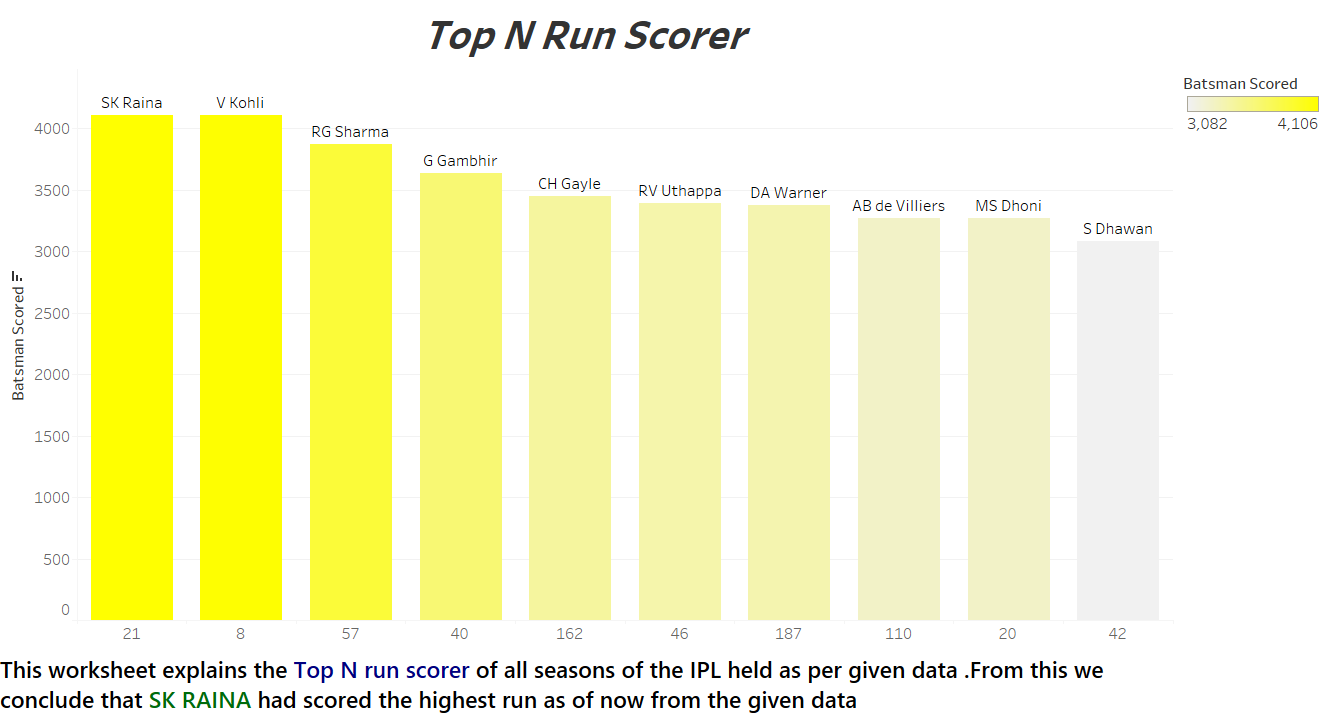 Top N Run Scorer
Batsman Scored
3,082 4,106
SK Raina
V Kohli
RG Sharma
G Gambhir
CH Gayle
RV Uthappa
DA Warner
AB de Villiers
MS Dhoni
S Dhawan
Batsman Scored
4000
3500
3000
2500
2000
1500
1000
500
0
21 8 57 40 162 46 187 110 20 42
This worksheet explains the Top N run scorer of all seasons of the IPL held as per given data .From this we
conclude that SK RAINA had scored the highest run as of now from the given data